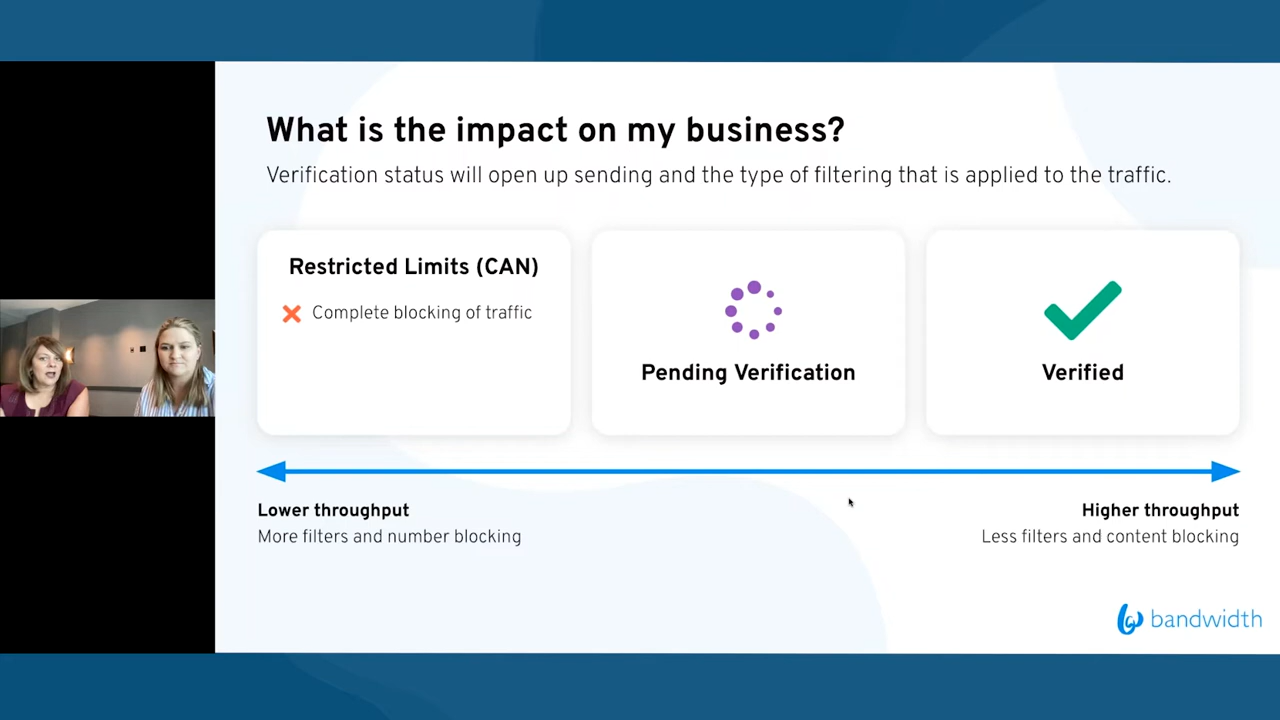 What is the impact on my business?
Verification status will open up sending and the type of filtering that is applied to the traffic.
Restricted Limits (CAN)
Complete blocking of traffic
Pending Verification
Verified
Lower throughput
More filters and number blocking
Higher throughput
Less filters and content blocking
bandwidth